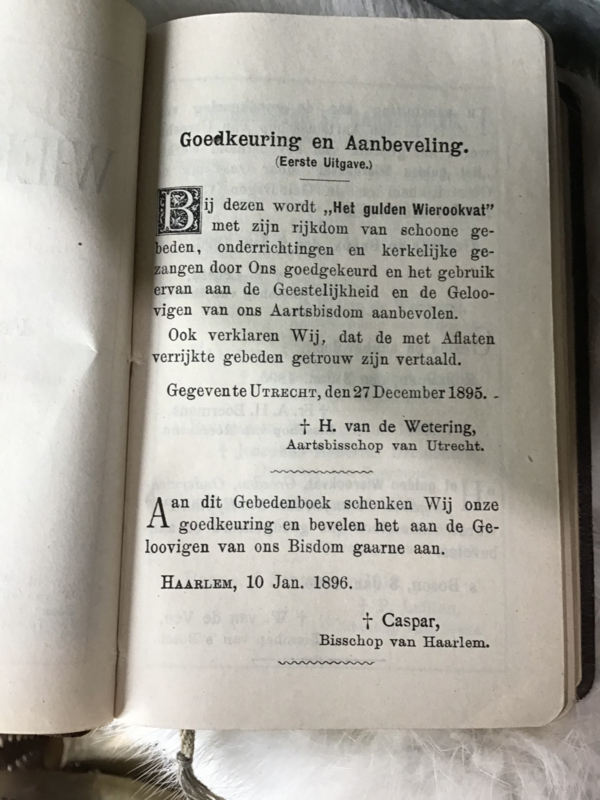 Goedkeuring en Aanbeveling.
(Eerste Uitgave.)
Bij dezen wordt „Het gulden Wierookvat”
met zijn rijkdom van schoone ge-
beden, onderrichtingen en kerkelijke ge-
zangen door Ons goedgekeurd en het gebruik
ervan aan de Geestelijkheid en de Geloo-
vigen van ons Aartsbisdom aanbevolen.
Ook verklaren Wij, dat de met Aflaten
verrijkte gebeden getrouw zijn vertaald.
Gegeven te UTRECHT, den 27 December 1895.
† H. van de Wetering,
Aartsbisschop van Utrecht.
Aan dit Gebedenboek schenken Wij onze
goedkeuring en bevelen het aan de Ge-
loovigen van ons Bisdom gaarne aan.
HAARLEM, 10 Jan. 1896.
† Caspar,
Bisschop van Haarlem.